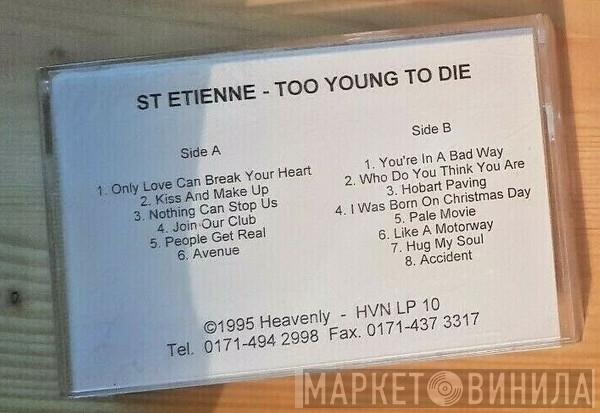 ST ETIENNE - TOO YOUNG TO DIE
Side A
1. Only Love Can Break Your Heart
2. Kiss And Make Up
3. Nothing Can Stop Us
4. Join Our Club
5. People Get Real
6. Avenue
Side B
1. You're In A Bad Way
2. Who Do You Think You Are
3. Hobart Paving
4. I Was Born On Christmas Day
5. Pale Movie
6. Like A Motorway
7. Hug My Soul
8. Accident
©1995 Heavenly - HVN LP 10
Tel. 0171-494 2998 Fax. 0171-437 3317
МАРКЕТ ВИНИЛА